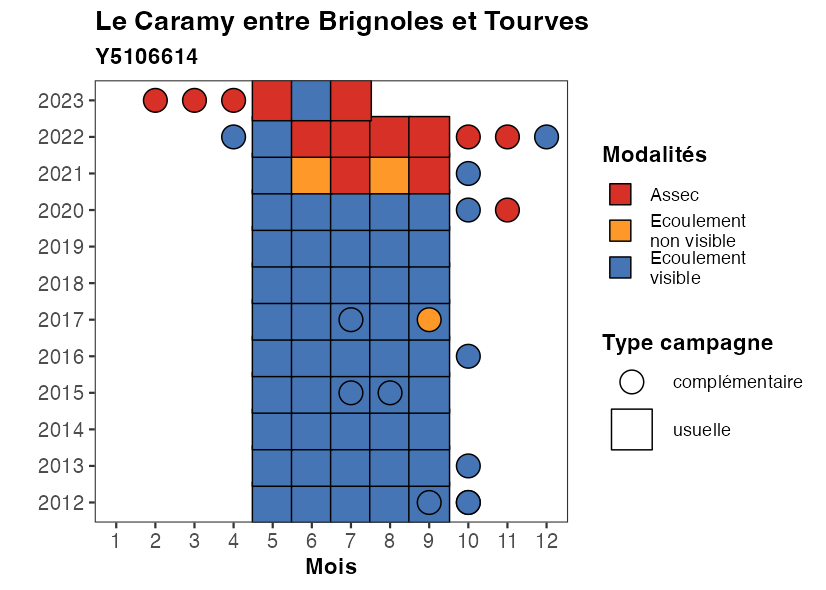 Le Caramy entre Brignoles et Tourves
Y5106614
2023
2022
2021
2020
2019
2018
2017
2016
2015
2014
2013
2012
1 2 3 4 5 6 7 8 9 10 11 12
Mois
Modalités
Assec
Ecoulement
non visible
Ecoulement
visible
Type campagne
complémentaire
usuelle